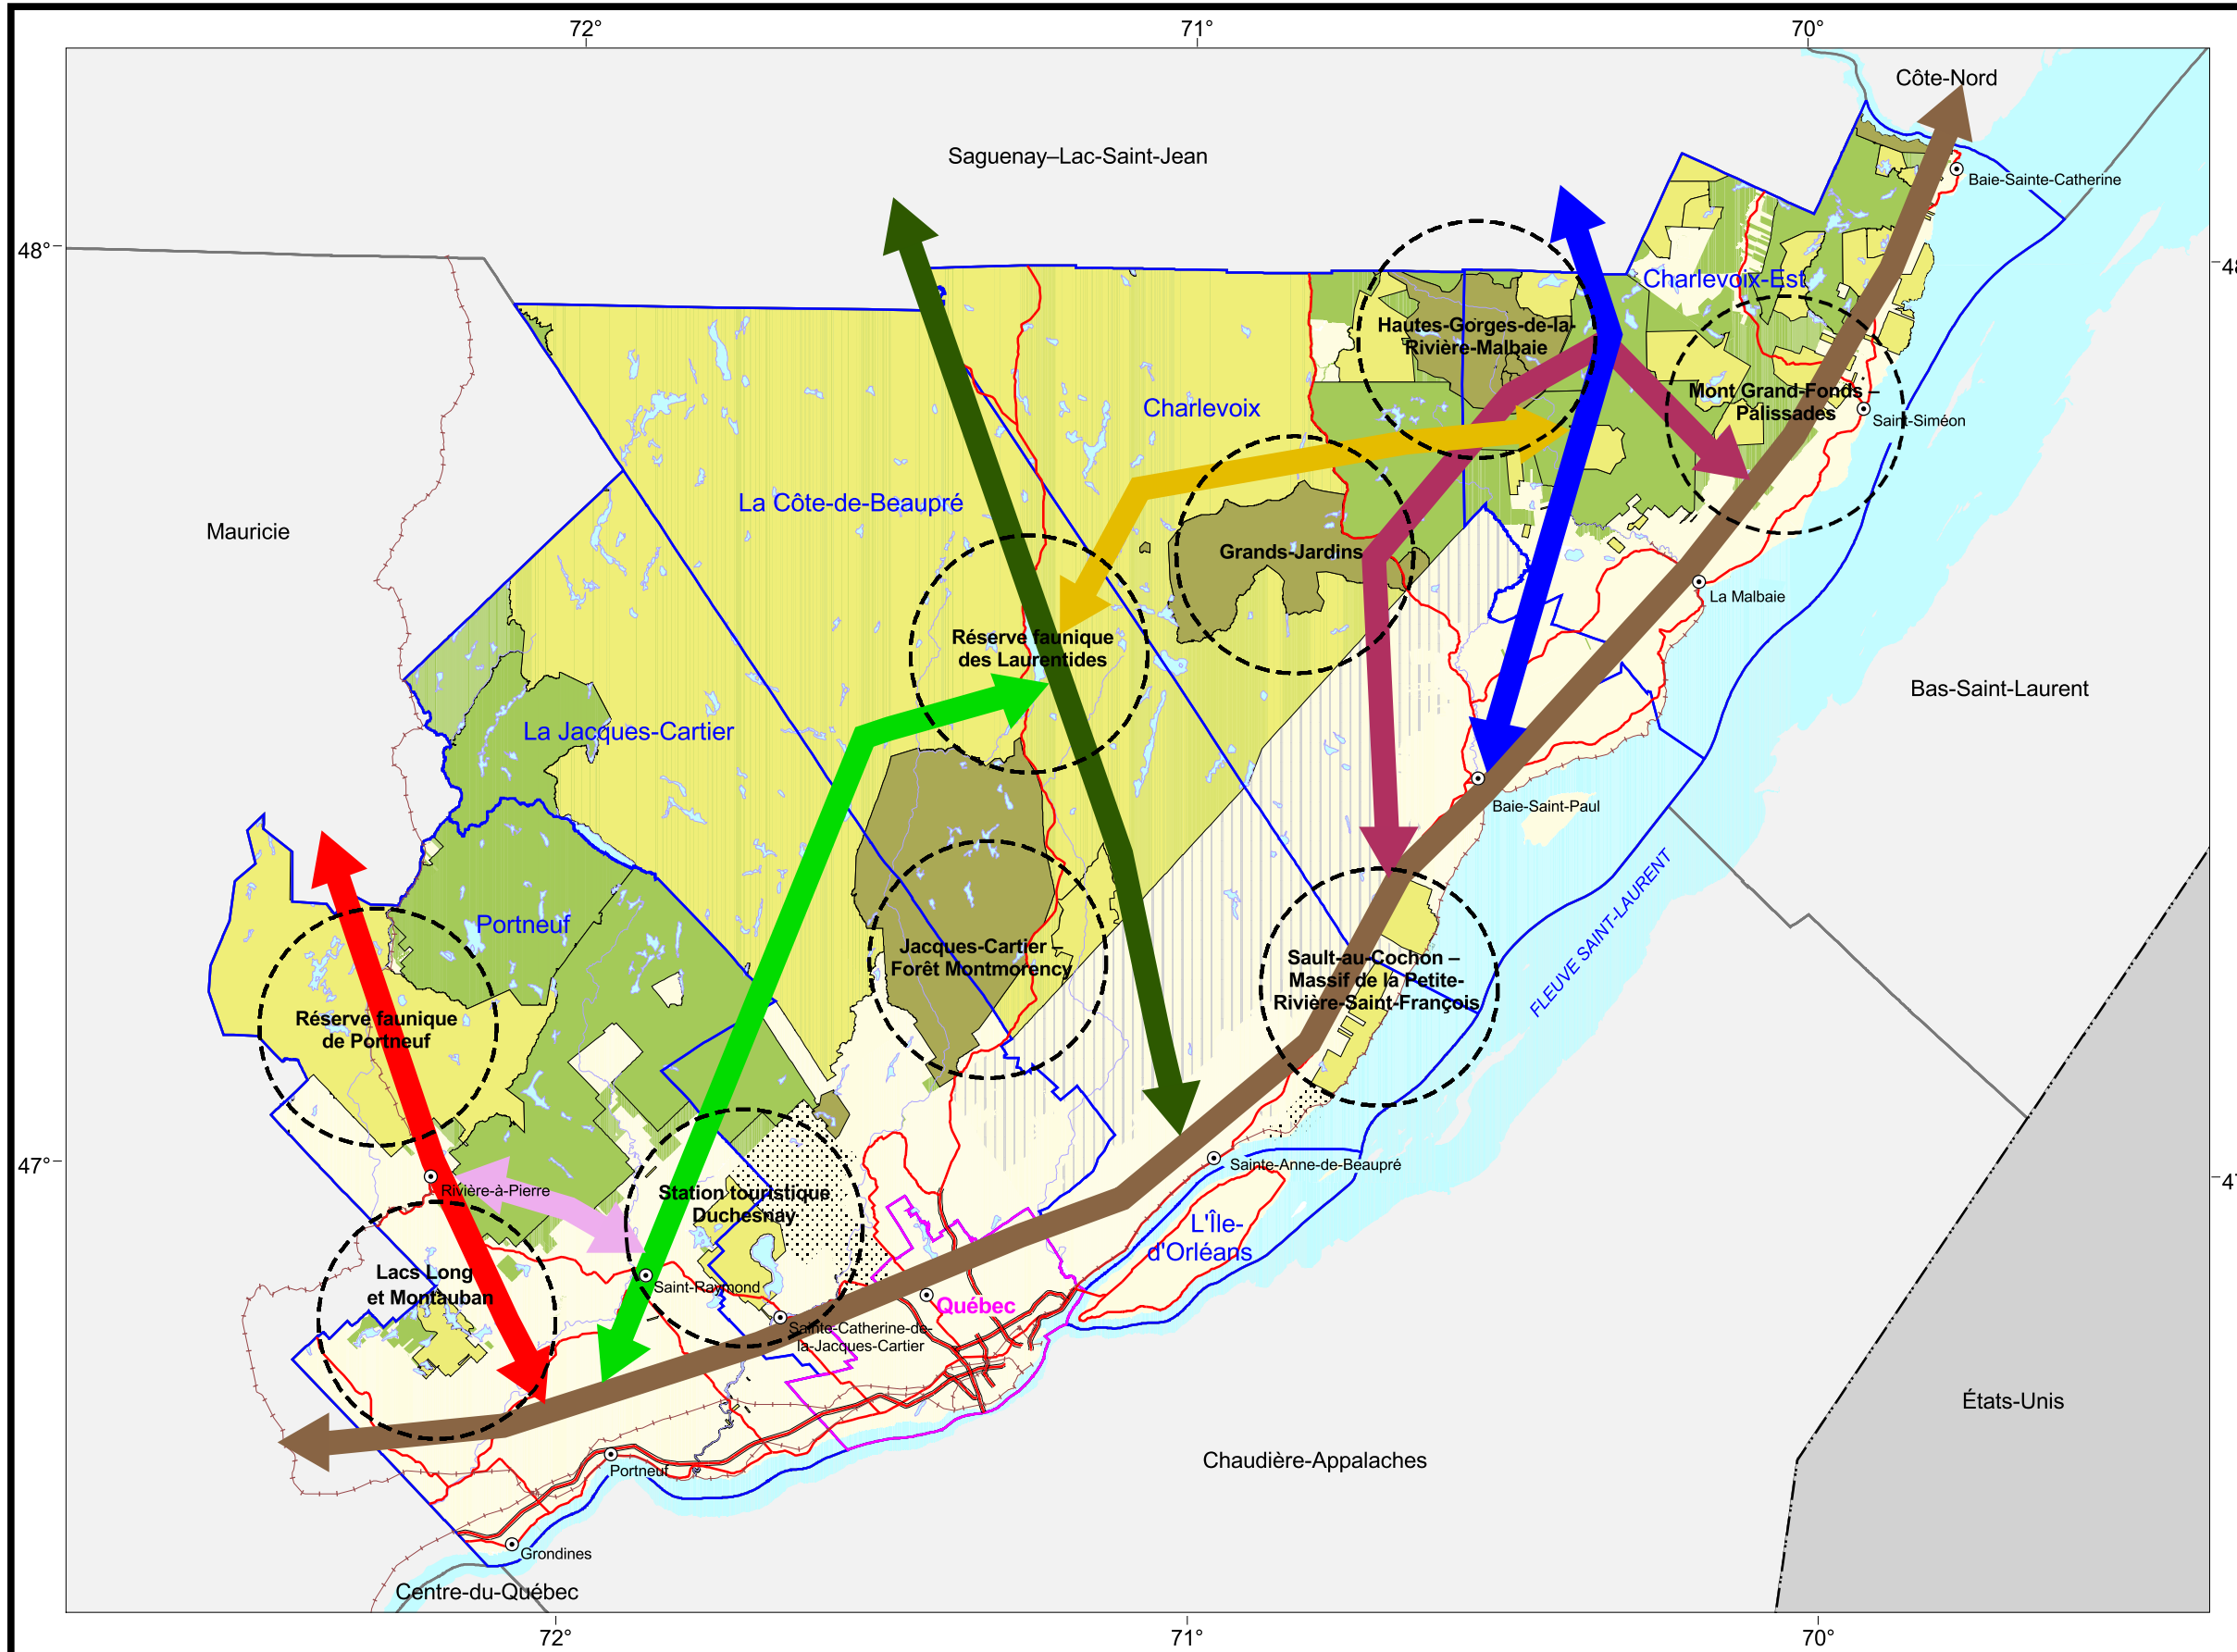 72°
71°
70°
Côte-Nord
Saguenay–Lac-Saint-Jean
Baie-Sainte-Catherine
48°
48
Charlevoix-Est
Hautes-Gorges-de-la-
Rivière-Malbaie
Mont Grand-Fonds –
Palissades
Saint-Siméon
Charlevoix
La Côte-de-Beaupré
Mauricie
Grands-Jardins
La Malbaie
Réserve faunique
des Laurentides
Bas-Saint-Laurent
La Jacques-Cartier
Baie-Saint-Paul
FLEUVE SAINT-LAURENT
Portneuf
Jacques-Cartier –
Forêt Montmorency
Sault-au-Cochon –
Massif de la Petite-
Rivière-Saint-François
Réserve faunique
de Portneuf
47°
47
Sainte-Anne-de-Beaupré
Rivière-à-Pierre
Station touristique
Duchesnay
L'Île-
d'Orléans
Lacs Long
et Montauban
Saint-Raymond
Québec
Sainte-Catherine-de-
la-Jacques-Cartier
États-Unis
Chaudière-Appalaches
Portneuf
Grondines
Centre-du-Québec
72°
71°
70°